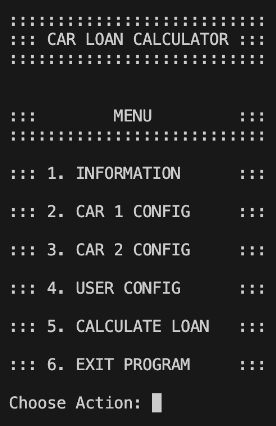 :::::::::::::::::::::::::::
::: CAR LOAN CALCULATOR :::
:::::::::::::::::::::::::::
::: MENU :::
:::::::::::::::::::::::::::
::: 1. INFORMATION :::
::: 2. CAR 1 CONFIG :::
::: 3. CAR 2 CONFIG :::
::: 4. USER CONFIG :::
::: 5. CALCULATE LOAN :::
::: 6. EXIT PROGRAM :::
Choose Action: